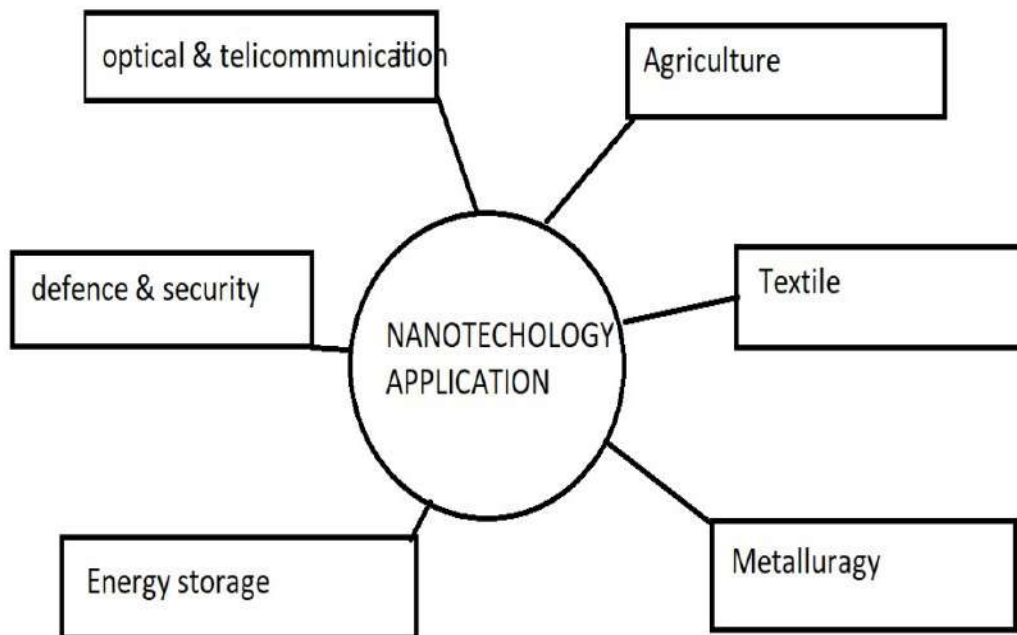 optical & telicommunication
Agriculture
defence & security
Textile
NANOTECHOLOGY
APPLICATION
Energy storage
Metalluragy